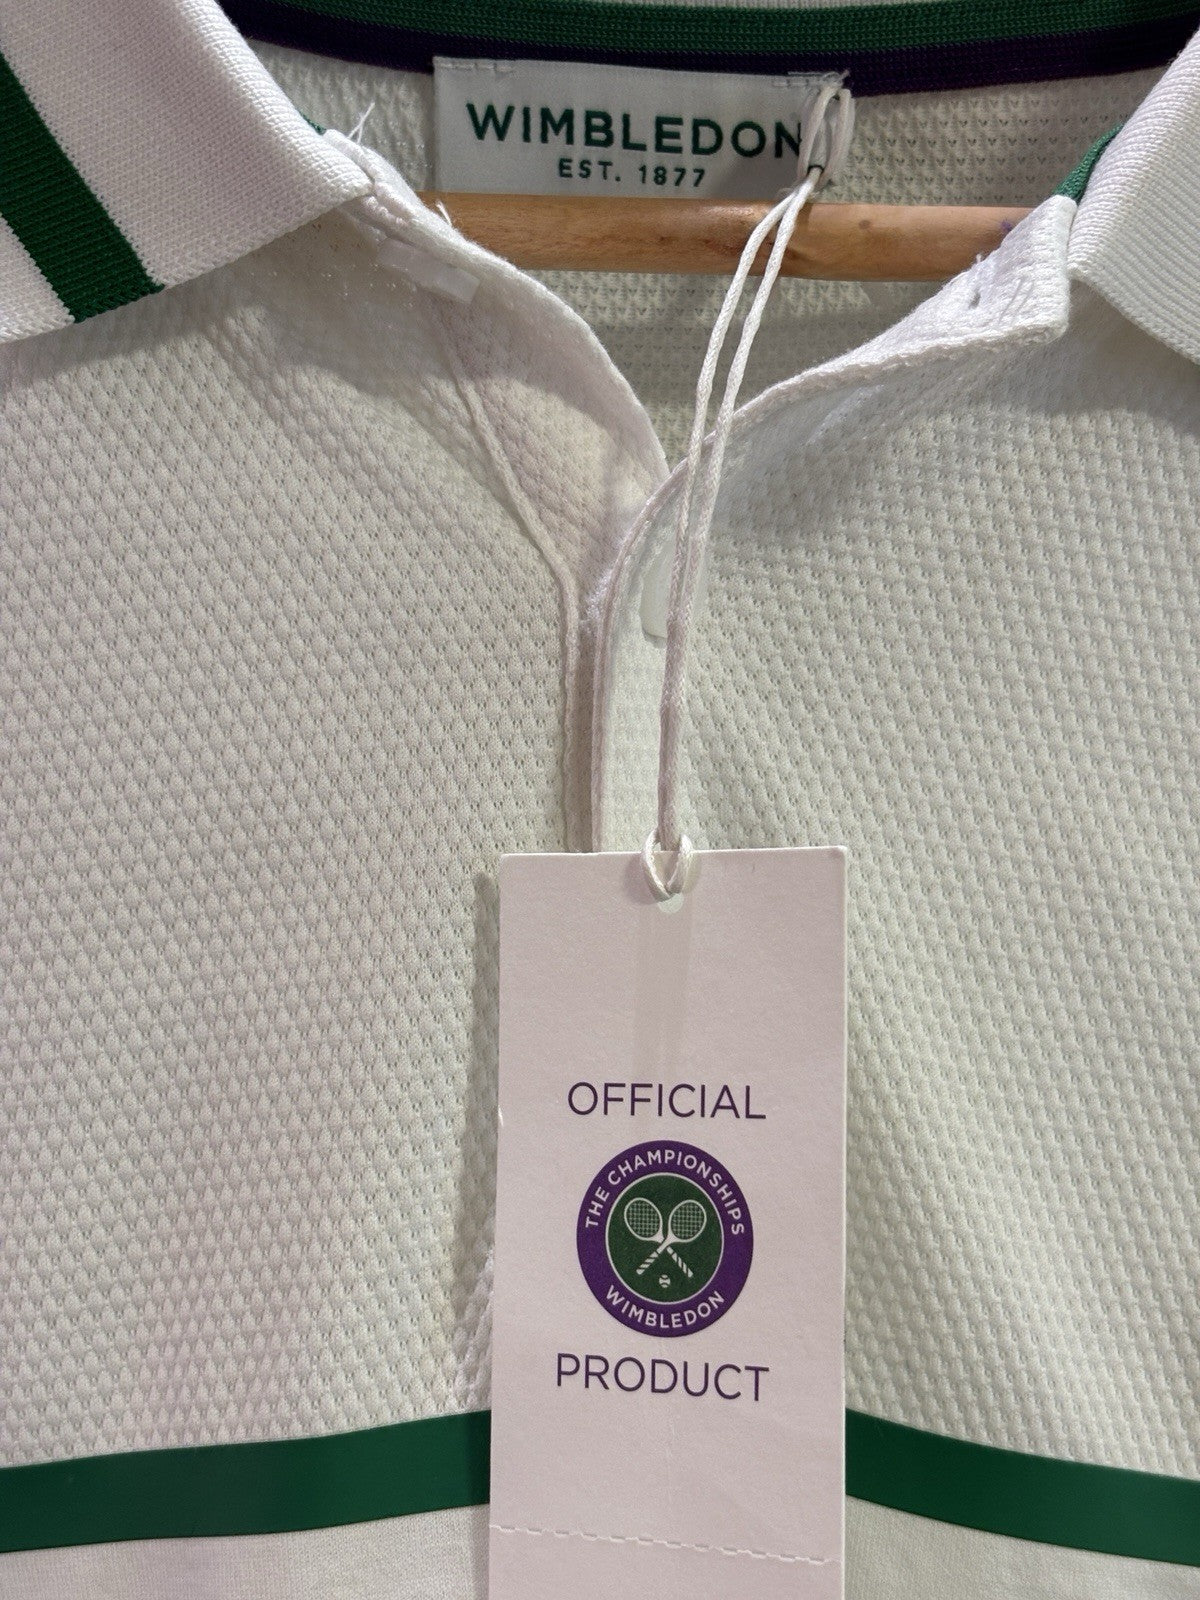 WIMBLEDON
EST. 1877
OFFICIAL
THE CHAMPIONSHIPS
WIMBLEDON
PRODUCT